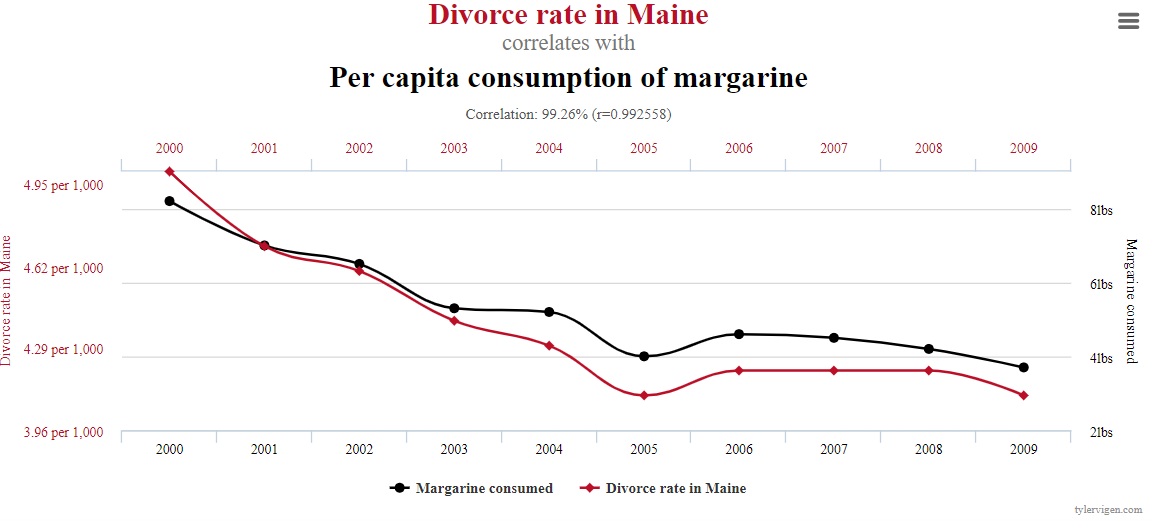 Divorce rate in Maine
correlates with
Per capita consumption of margarine
Correlation: 99.26% (r=0.992558)
2000 2001 2002 2003 2004 2005 2006 2007 2008 2009
Divorce rate in Maine
4.95 per 1,000
4.62 per 1,000
4.29 per 1,000
3.96 per 1,000
8lbs
6lbs
4lbs
2lbs
Margarine consumed
2000 2001 2002 2003 2004 2005 2006 2007 2008 2009
Margarine consumed Divorce rate in Maine
tylervigen.com